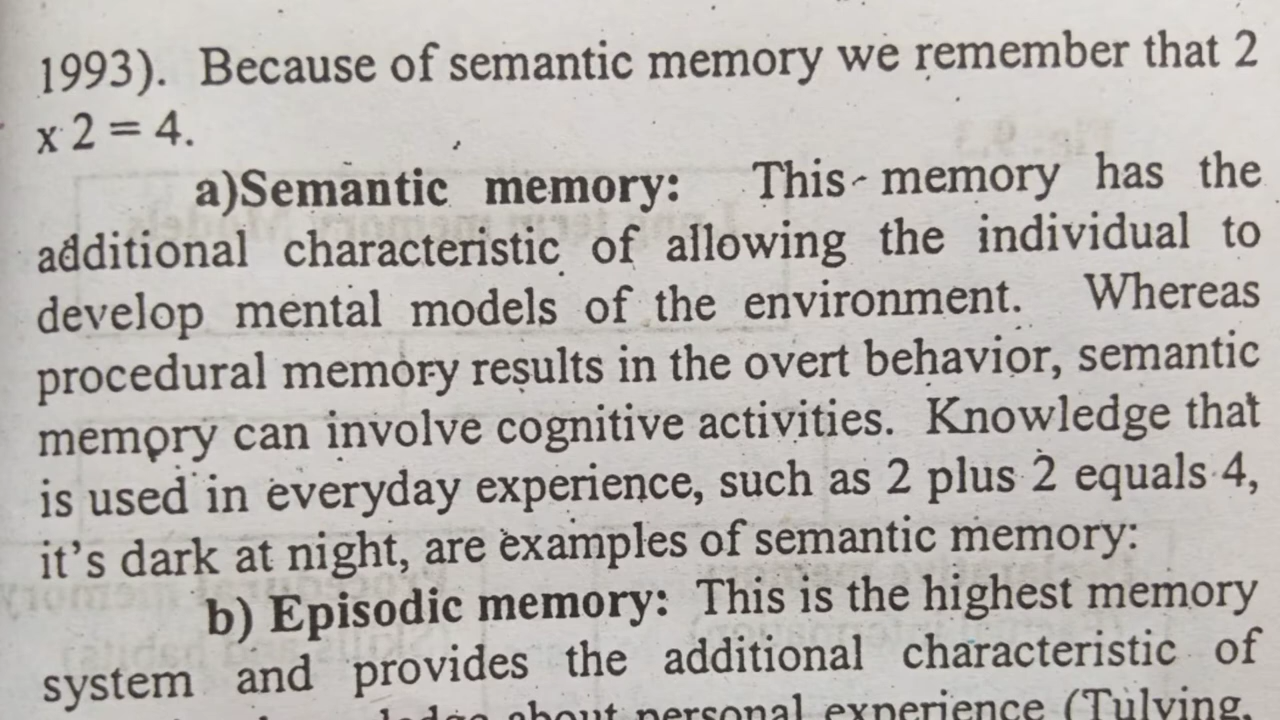 1993). Because of semantic memory we remember that 2
x 2 = 4.
a)Semantic memory: This memory has the
additional characteristic of allowing the individual to
develop mental models of the environment. Whereas
procedural memory results in the overt behavior, semantic
memory can involve cognitive activities. Knowledge that
is used in everyday experience, such as 2 plus 2 equals 4,
it's dark at night, are examples of semantic memory:
b) Episodic memory: This is the highest memory
system and provides the additional characteristic of
about personal experience (Tulving,